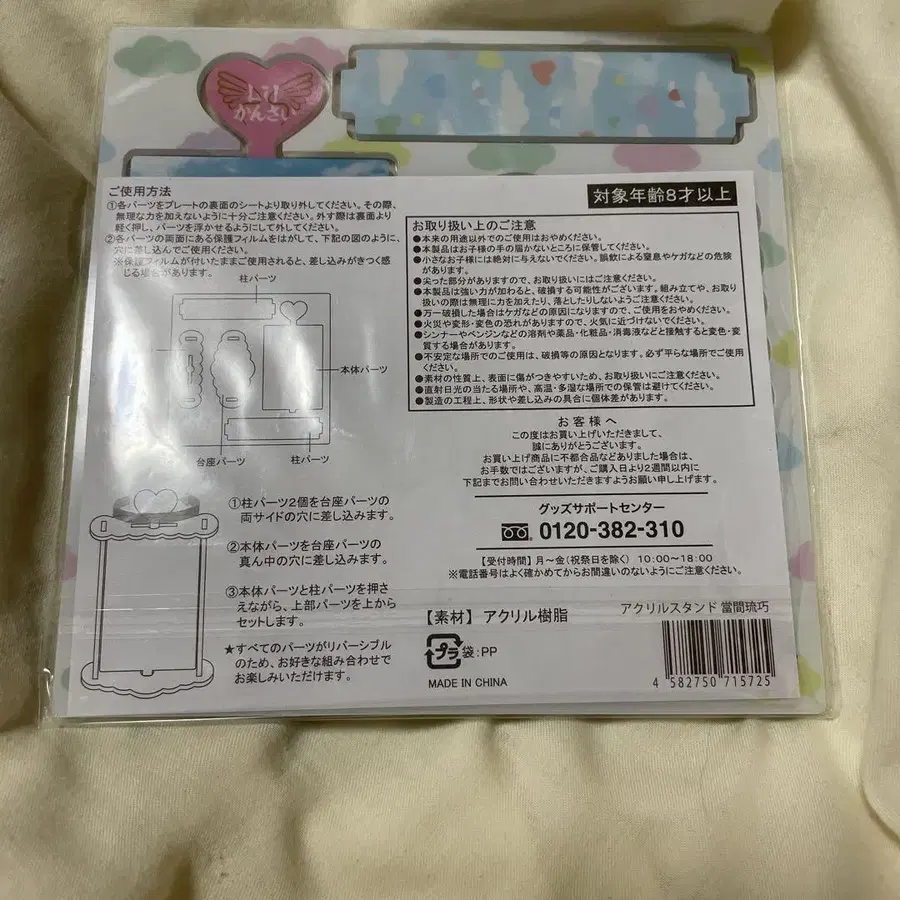 Lil
かんさい
ご使用方法
①各パーツをプレートの裏面のシートより取り外してください。その際、
無理な力を加えないように十分ご注意ください。外す際は裏面より
軽く押し、パーツを浮かせるようにして外してください。
②各パーツの両面にある保護フィルムをはがして、下記の図のように、
穴に差し込んでご使用ください。
※保護フィルムが付いたままご使用されると、差し込みがきつく感
じる場合があります。
柱パーツ
本体パーツ
台座パーツ
柱パーツ
①柱パーツ2個を台座パーツの
両サイドの穴に差し込みます。
②本体パーツを台座パーツの
真ん中の穴に差し込みます。
③本体パーツと柱パーツを押さ
えながら、上部パーツを上から
セットします。
★すべてのパーツがリバーシブル
のため、お好きな組み合わせで
お楽しみいただけます。
対象年齢8才以上
お取り扱い上のご注意
●本来の用途以外でのご使用はおやめください。
●本製品はお子様の手の届かないところに保管してください。
●小さなお子様には絶対に与えないでください。誤飲による窒息やケガなどの危険
があります。
●尖った部分がありますので、お取り扱いにはご注意ください。
●本製品は強い力が加わると、破損する可能性がございます。組み立てや、お取り
扱いの際は無理に力を加えたり、落としたりしないようご注意ください。
●万一破損した場合はケガなどの原因になりますので、ご使用をおやめください。
●火災や変形・変色の恐れがありますので、火気に近づけないでください。
●シンナーやベンジンなどの溶剤や薬品・化粧品・消毒液などと接触すると変色・変
質する場合があります。
●不安定な場所でのご使用は、破損等の原因となります。必ず平らな場所でご使用
ください。
●素材の性質上、表面に傷がつきやすいため、お取り扱いにご注意ください。
●直射日光の当たる場所や、高温・多湿な場所での保管は避けてください。
●製造の工程上、形状や差し込みの具合に個体差があります。
お客様へ
この度はお買い上げいただきまして、
誠にありがとうございます。
お買い上げ商品に不都合品などありました場合は、
お手数ではございますが、ご購入日より2週間以内に
下記までお問い合わせいただきますようお願い申し上げます。
グッズサポートセンター
0120-382-310
【受付時間】月～金(祝祭日を除く) 10:00～18:00
※電話番号はよく確かめてからお間違いのないようにご注意ください。
【素材】 アクリル樹脂
プラ 袋:PP
MADE IN CHINA
アクリルスタンド 當間琉巧
4 582750 715725